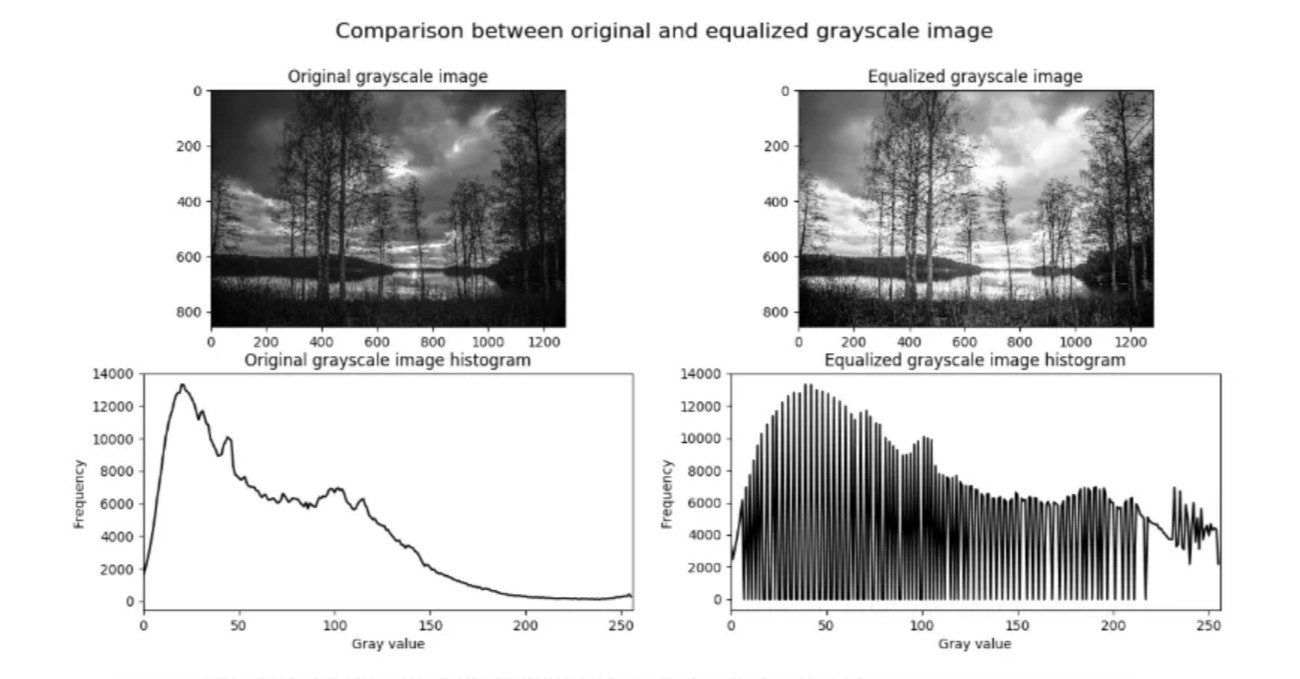 Comparison between original and equalized grayscale image
Original grayscale image
0
200
400
600
800
0 200 400 600 800 1000 1200
Equalized grayscale image
0
200
400
600
800
0 200 400 600 800 1000 1200
Original grayscale image histogram
14000
12000
10000
8000
6000
4000
2000
0
Frequency
0 50 100 150 200 250
Gray value
Equalized grayscale image histogram
14000
12000
10000
8000
6000
4000
2000
0
Frequency
0 50 100 150 200 250
Gray value